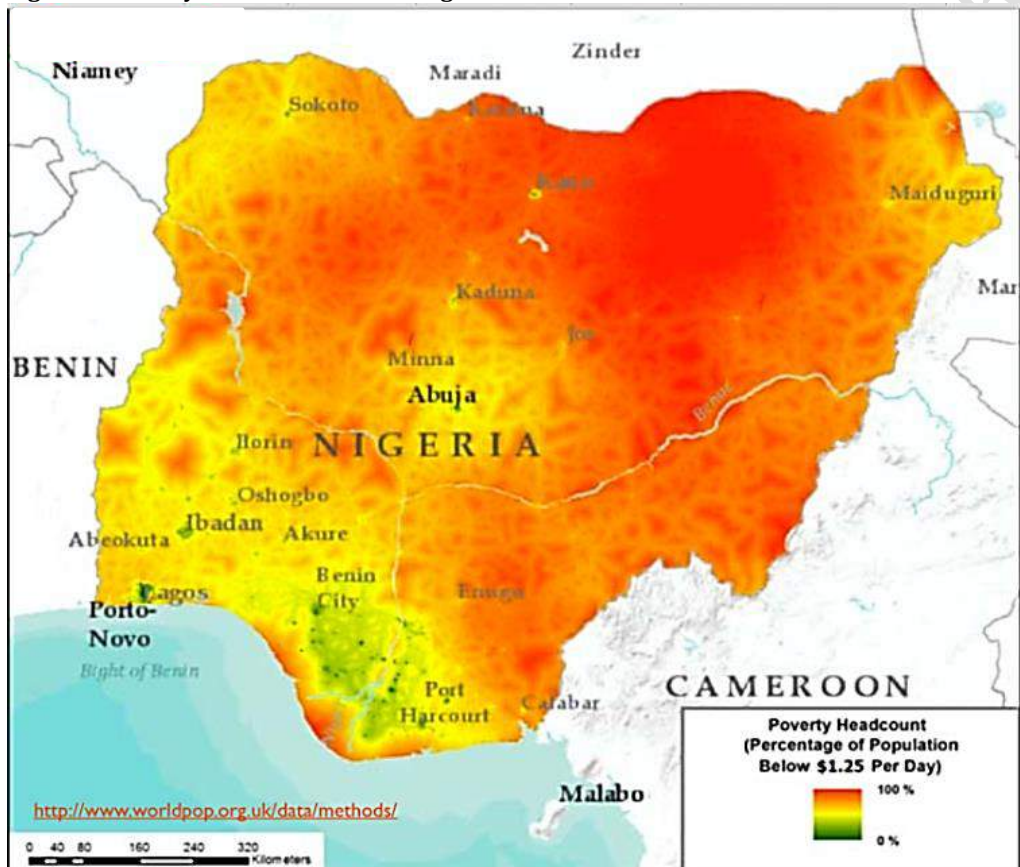 Niamey
Zinder
Maradi
Sokoto
Katsina
Kano
Maiduguri
Kaduna
Jos
BENIN
Minna
Abuja
Benue
NIGERIA
Ilorin
Oshogbo
Ibadan
Abeokuta
Akure
Benin
City
Enugu
Lagos
Porto-
Novo
Bight of Benin
Port
Harcourt
Calabar
CAMEROON
Malabo
Poverty Headcount
(Percentage of Population
Below $1.25 Per Day)
100 %
0 %
http://www.worldpop.org.uk/data/methods/
0 40 80 160 240 320
Kilometers